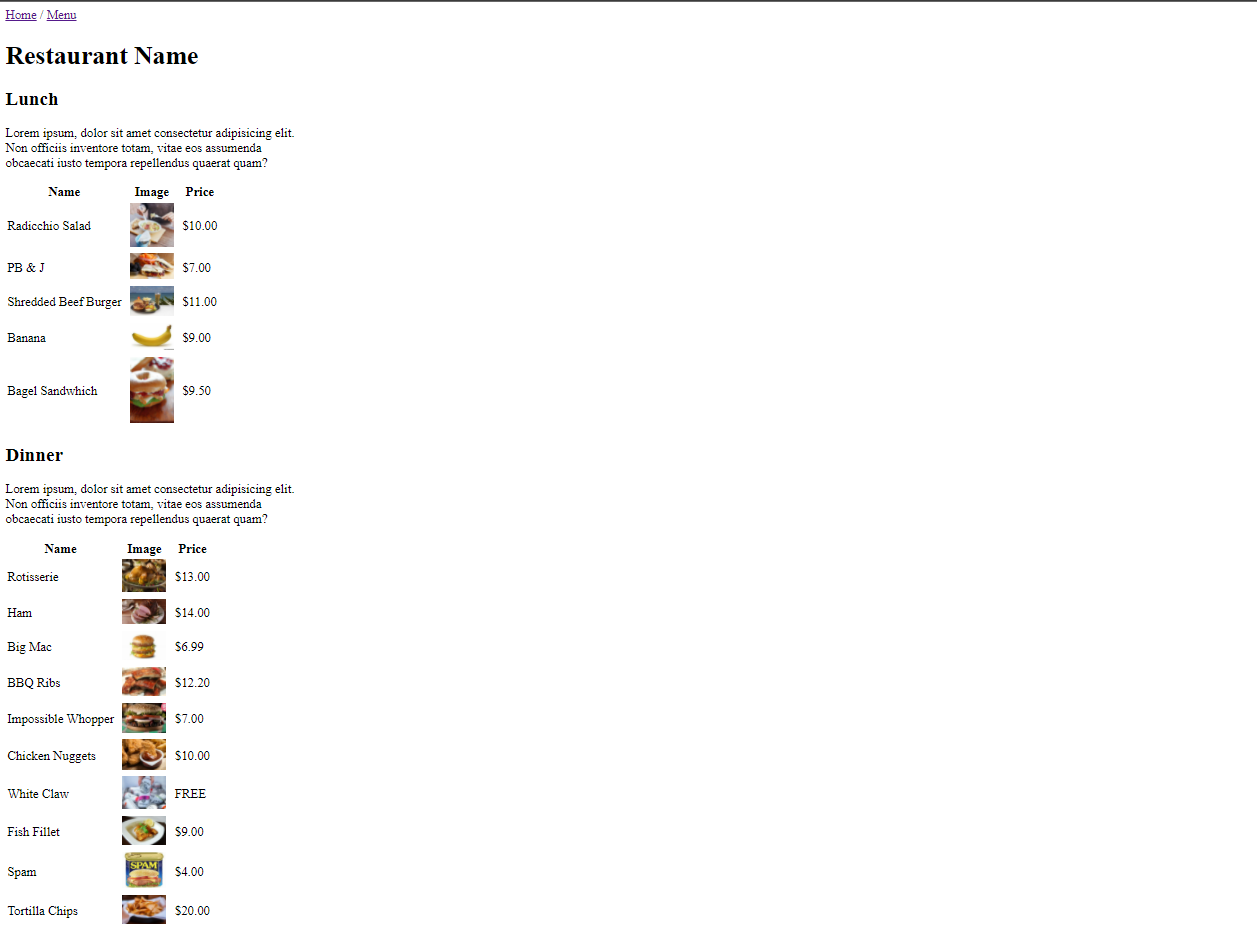 Home / Menu
Restaurant Name
Lunch
Lorem ipsum, dolor sit amet consectetur adipisicing elit.
Non officiis inventore totam, vitae eos assumenda
obcaecati iusto tempora repellendus quaerat quam?
Name Image Price
Radicchio Salad $10.00
PB & J $7.00
Shredded Beef Burger $11.00
Banana $9.00
Bagel Sandwhich $9.50
Dinner
Lorem ipsum, dolor sit amet consectetur adipisicing elit.
Non officiis inventore totam, vitae eos assumenda
obcaecati iusto tempora repellendus quaerat quam?
Name Image Price
Rotisserie $13.00
Ham $14.00
Big Mac $6.99
BBQ Ribs $12.20
Impossible Whopper $7.00
Chicken Nuggets $10.00
White Claw FREE
Fish Fillet $9.00
Spam SPAM $4.00
Tortilla Chips $20.00